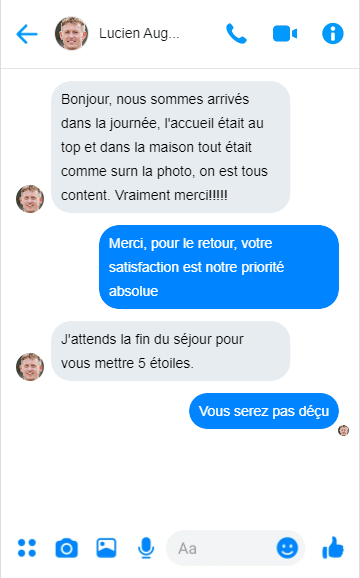 Lucien Aug...
Bonjour, nous sommes arrivés
dans la journée, l'accueil était au
top et dans la maison tout était
comme surn la photo, on est tous
content. Vraiment merci!!!!!
Merci, pour le retour, votre
satisfaction est notre priorité
absolue
J'attends la fin du séjour pour
vous mettre 5 étoiles.
Vous serez pas déçu
Aa